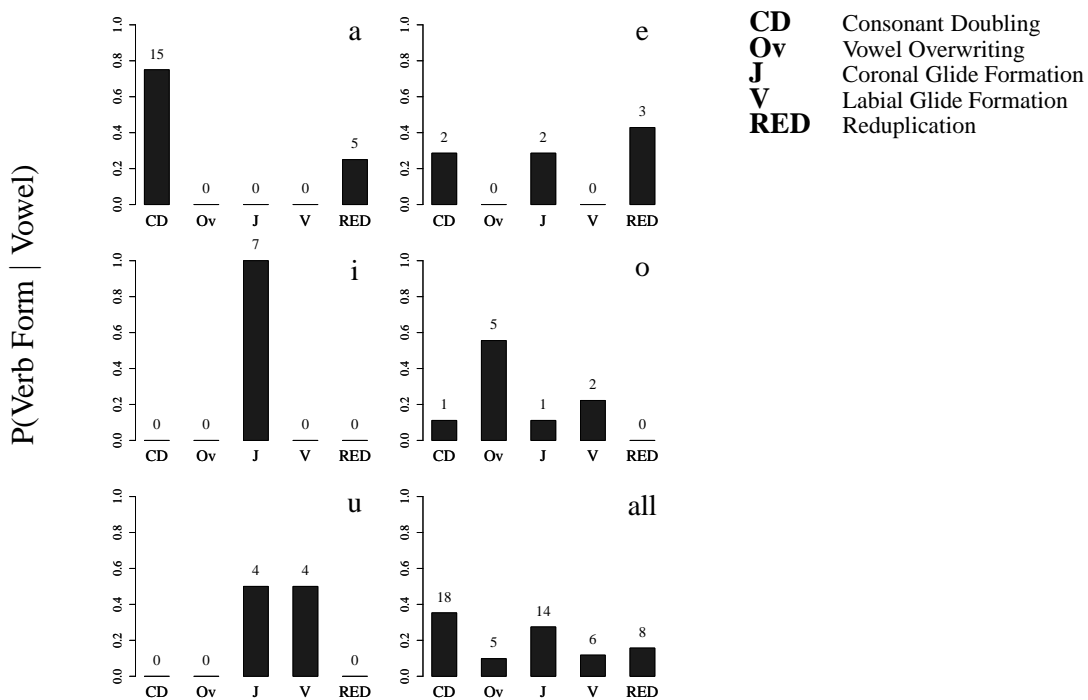 P(Verb Form | Vowel)
a
0.0 0.2 0.4 0.6 0.8 1.0
15 0 0 0 5
CD Ov J V RED
e
0.0 0.2 0.4 0.6 0.8 1.0
2 0 2 0 3
CD Ov J V RED
i
0.0 0.2 0.4 0.6 0.8 1.0
0 0 7 0 0
CD Ov J V RED
o
0.0 0.2 0.4 0.6 0.8 1.0
1 5 1 2 0
CD Ov J V RED
u
0.0 0.2 0.4 0.6 0.8 1.0
0 0 4 4 0
CD Ov J V RED
all
0.0 0.2 0.4 0.6 0.8 1.0
18 5 14 6 8
CD Ov J V RED
CD Consonant Doubling
Ov Vowel Overwriting
J Coronal Glide Formation
V Labial Glide Formation
RED Reduplication